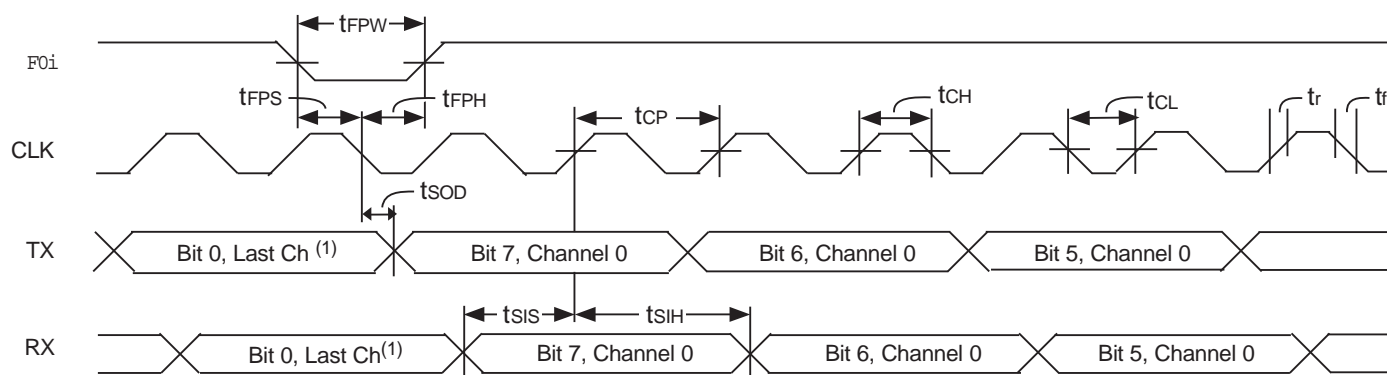 tFPW
F0i
tFPS
tFPH
tCP
tCH
tCL
tr
tf
CLK
tSOD
TX
Bit 0, Last Ch (1)
Bit 7, Channel 0
Bit 6, Channel 0
Bit 5, Channel 0
tSIS
tSIH
RX
Bit 0, Last Ch(1)
Bit 7, Channel 0
Bit 6, Channel 0
Bit 5, Channel 0